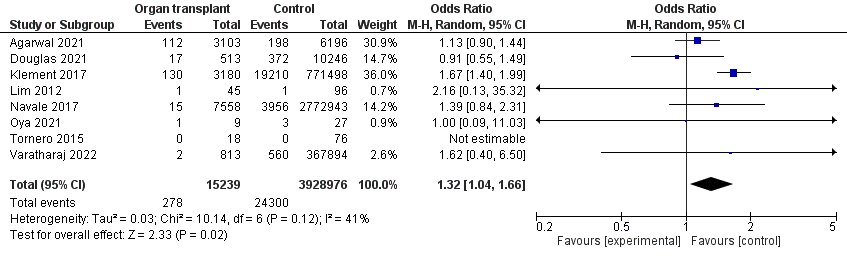 Organ transplant Control Odds Ratio Odds Ratio
Study or Subgroup Events Total Events Total Weight M-H, Random, 95% CI M-H, Random, 95% CI
Agarwal 2021 112 3103 198 6196 30.9% 1.13 [0.90, 1.44]
Douglas 2021 17 513 372 10246 14.7% 0.91 [0.55, 1.49]
Klement 2017 130 3180 19210 771498 36.0% 1.67 [1.40, 1.99]
Lim 2012 1 45 1 96 0.7% 2.16 [0.13, 35.32]
Navale 2017 15 7558 3956 2772943 14.2% 1.39 [0.84, 2.31]
Oya 2021 1 9 3 27 0.9% 1.00 [0.09, 11.03]
Tornero 2015 0 18 0 76 Not estimable
Varatharaj 2022 2 813 560 367894 2.6% 1.62 [0.40, 6.50]
Total (95% CI) 15239 3928976 100.0% 1.32 [1.04, 1.66]
Total events 278 24300
Heterogeneity: Tau² = 0.03; Chi² = 10.14, df = 6 (P = 0.12); I² = 41%
Test for overall effect: Z = 2.33 (P = 0.02)
0.2 0.5 1 2 5
Favours [experimental] Favours [control]